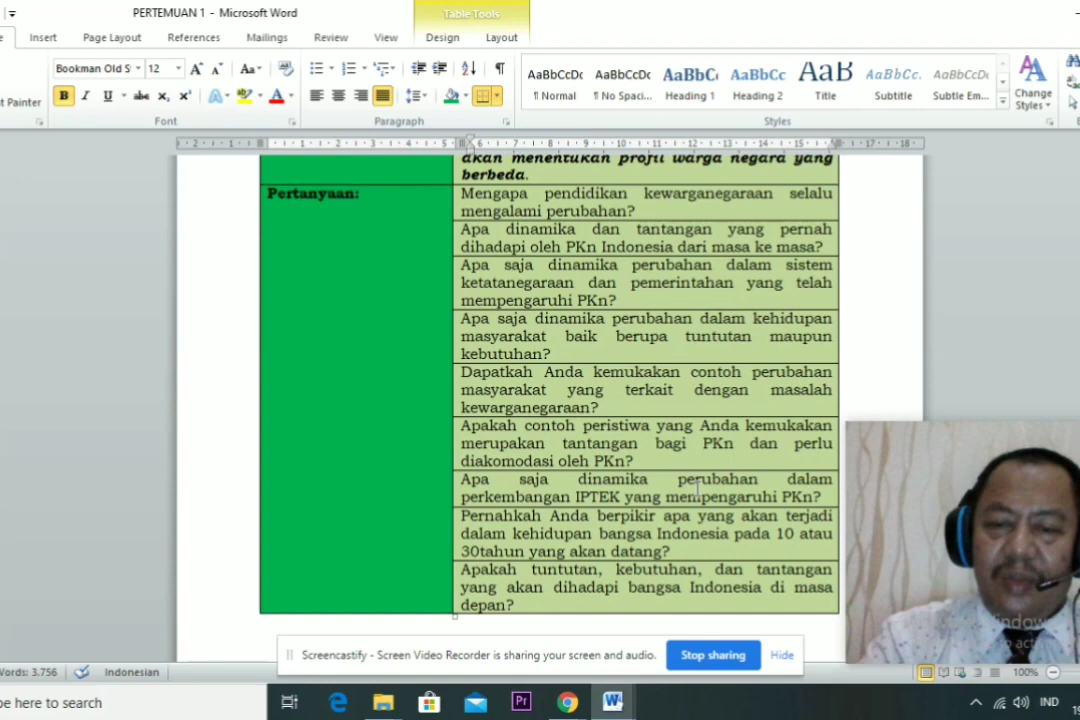 PERTEMUAN 1 - Microsoft Word
Table Tools
Insert Page Layout References Mailings Review View Design Layout
Bookman Old S 12
Aa
AaBbCcDc AaBbCcDc AaBbCc AaBbCc AaB AaBbCc. AaBbCcDc
t Painter
¶ Normal ¶ No Spaci... Heading 1 Heading 2 Title Subtitle Subtle Em...
Change
Styles
Font Paragraph Styles
akan menentukan profil warga negara yang
berbeda.
Pertanyaan:
Mengapa pendidikan kewarganegaraan selalu
mengalami perubahan?
Apa dinamika dan tantangan yang pernah
dihadapi oleh PKn Indonesia dari masa ke masa?
Apa saja dinamika perubahan dalam sistem
ketatanegaraan dan pemerintahan yang telah
mempengaruhi PKn?
Apa saja dinamika perubahan dalam kehidupan
masyarakat baik berupa tuntutan maupun
kebutuhan?
Dapatkah Anda kemukakan contoh perubahan
masyarakat yang terkait dengan masalah
kewarganegaraan?
Apakah contoh peristiwa yang Anda kemukakan
merupakan tantangan bagi PKn dan perlu
diakomodasi oleh PKn?
Apa saja dinamika perubahan dalam
perkembangan IPTEK yang mempengaruhi PKn?
Pernahkah Anda berpikir apa yang akan terjadi
dalam kehidupan bangsa Indonesia pada 10 atau
30tahun yang akan datang?
Apakah tuntutan, kebutuhan, dan tantangan
yang akan dihadapi bangsa Indonesia di masa
depan?
Screencastify - Screen Video Recorder is sharing your screen and audio. Stop sharing Hide
Words: 3.756 Indonesian 100%
pe here to search
IND